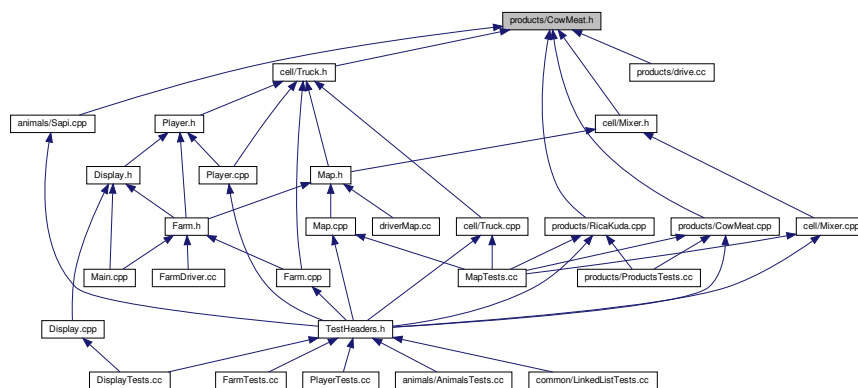 products/CowMeat.h
cell/Truck.h
products/drive.cc
animals/Sapi.cpp
Player.h
cell/Mixer.h
Display.h
Player.cpp
Map.h
Farm.h
Map.cpp
driverMap.cc
cell/Truck.cpp
products/RicaKuda.cpp
products/CowMeat.cpp
cell/Mixer.cpp
Main.cpp
FarmDriver.cc
Farm.cpp
MapTests.cc
products/ProductsTests.cc
Display.cpp
TestHeaders.h
DisplayTests.cc
FarmTests.cc
PlayerTests.cc
animals/AnimalsTests.cc
common/LinkedListTests.cc